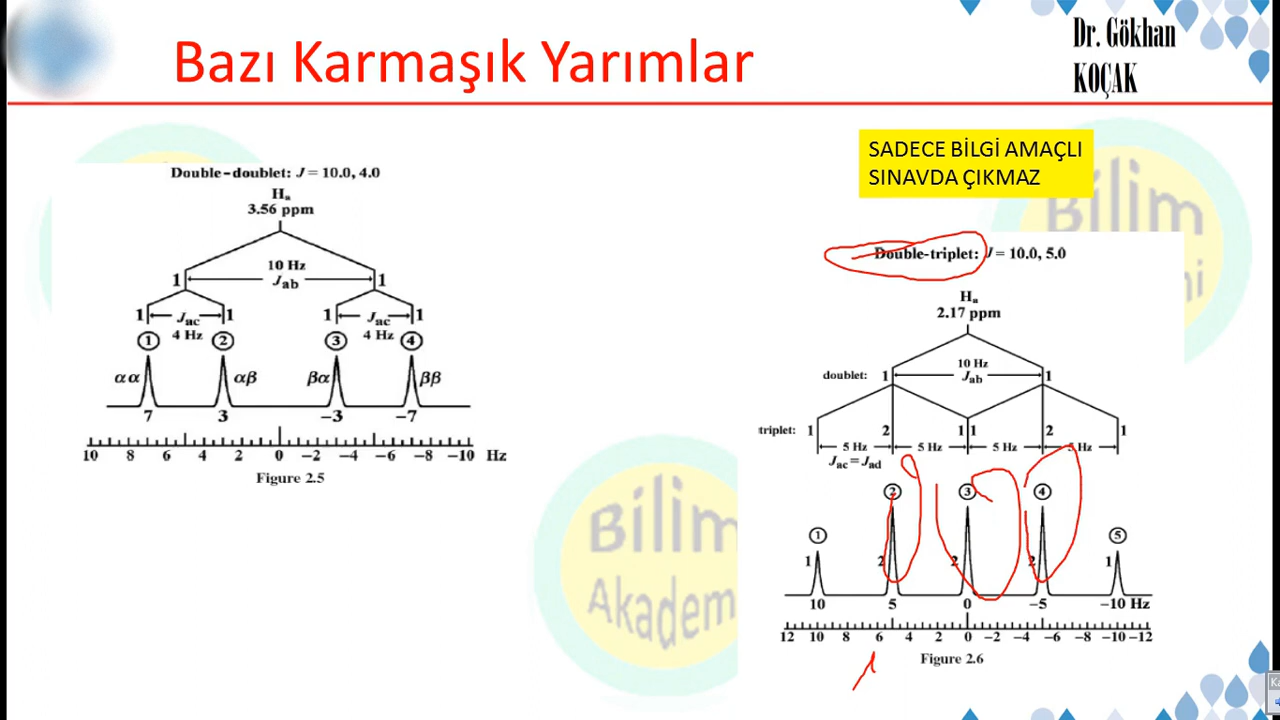 Bazı Karmaşık Yarımlar
Dr. Gökhan
KOÇAK
SADECE BİLGİ AMAÇLI
SINAVDA ÇIKMAZ
Double-doublet: J = 10.0, 4.0
Hₐ
3.56 ppm
10 Hz
1 Jab 1
1 Jac 1 1 Jac 1
4 Hz 4 Hz
① ② ③ ④
αα αβ βα ββ
7 3 −3 −7
10 8 6 4 2 0 −2 −4 −6 −8 −10 Hz
Figure 2.5
Double-triplet: J = 10.0, 5.0
Hₐ
2.17 ppm
10 Hz
doublet: 1 Jab 1
triplet: 1 2 1 1 2 1
5 Hz 5 Hz 5 Hz 5 Hz
Jac = Jad
② ③ ④
① ⑤
1 2 2 2 1
10 5 0 −5 −10 Hz
12 10 8 6 4 2 0 −2 −4 −6 −8 −10 −12
Figure 2.6
Bilim
Bilim
Akadem